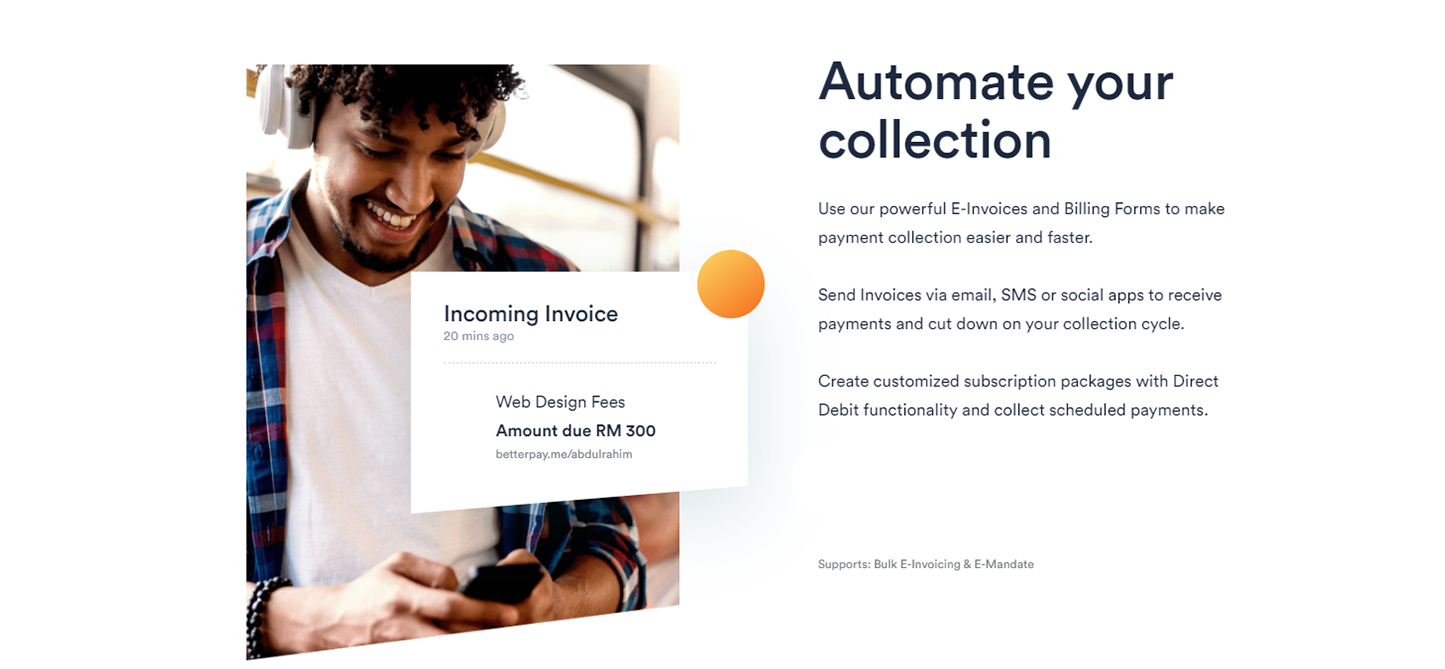 Automate your
collection
Use our powerful E-Invoices and Billing Forms to make
payment collection easier and faster.
Send Invoices via email, SMS or social apps to receive
payments and cut down on your collection cycle.
Create customized subscription packages with Direct
Debit functionality and collect scheduled payments.
Supports: Bulk E-Invoicing & E-Mandate
Incoming Invoice
20 mins ago
Web Design Fees
Amount due RM 300
betterpay.me/abdulrahim